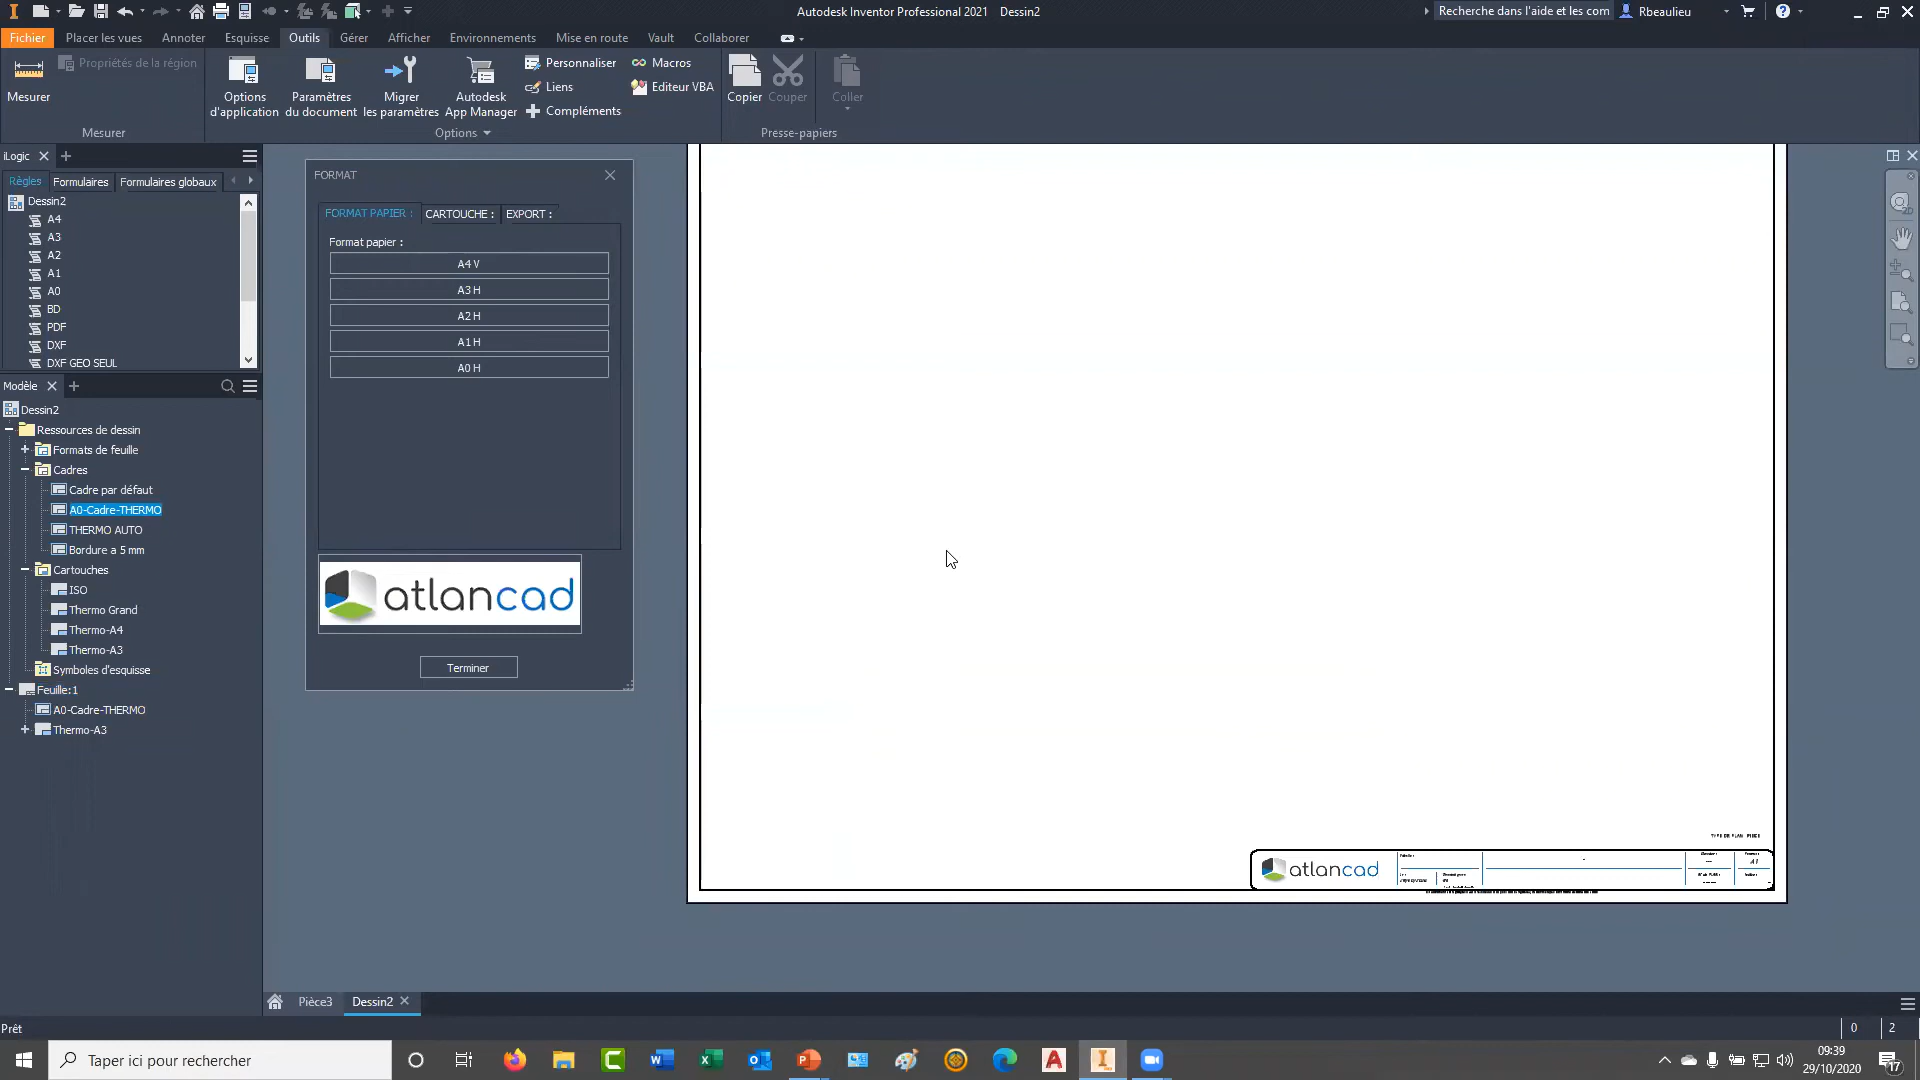 Autodesk Inventor Professional 2021 Dessin2
Recherche dans l'aide et les com
Rbeaulieu
Fichier Placer les vues Annoter Esquisse Outils Gérer Afficher Environnements Mise en route Vault Collaborer
Mesurer
Propriétés de la région
Options d'application
Paramètres du document
Migrer les paramètres
Autodesk App Manager
Personnaliser
Liens
Compléments
Macros
Editeur VBA
Copier
Couper
Coller
Mesurer
Options
Presse-papiers
iLogic
Règles Formulaires Formulaires globaux
Dessin2
A4
A3
A2
A1
A0
BD
PDF
DXF
DXF GEO SEUL
Modèle
Dessin2
Ressources de dessin
Formats de feuille
Cadres
Cadre par défaut
A0-Cadre-THERMO
THERMO AUTO
Bordure a 5 mm
Cartouches
ISO
Thermo Grand
Thermo-A4
Thermo-A3
Symboles d'esquisse
Feuille:1
A0-Cadre-THERMO
Thermo-A3
FORMAT
FORMAT PAPIER : CARTOUCHE : EXPORT :
Format papier :
A4 V
A3 H
A2 H
A1 H
A0 H
atlancad
Terminer
TYPE DE PLAN PIECE
atlancad
Pièce3 Dessin2
Prêt
0 2
Taper ici pour rechercher
09:39
29/10/2020
17